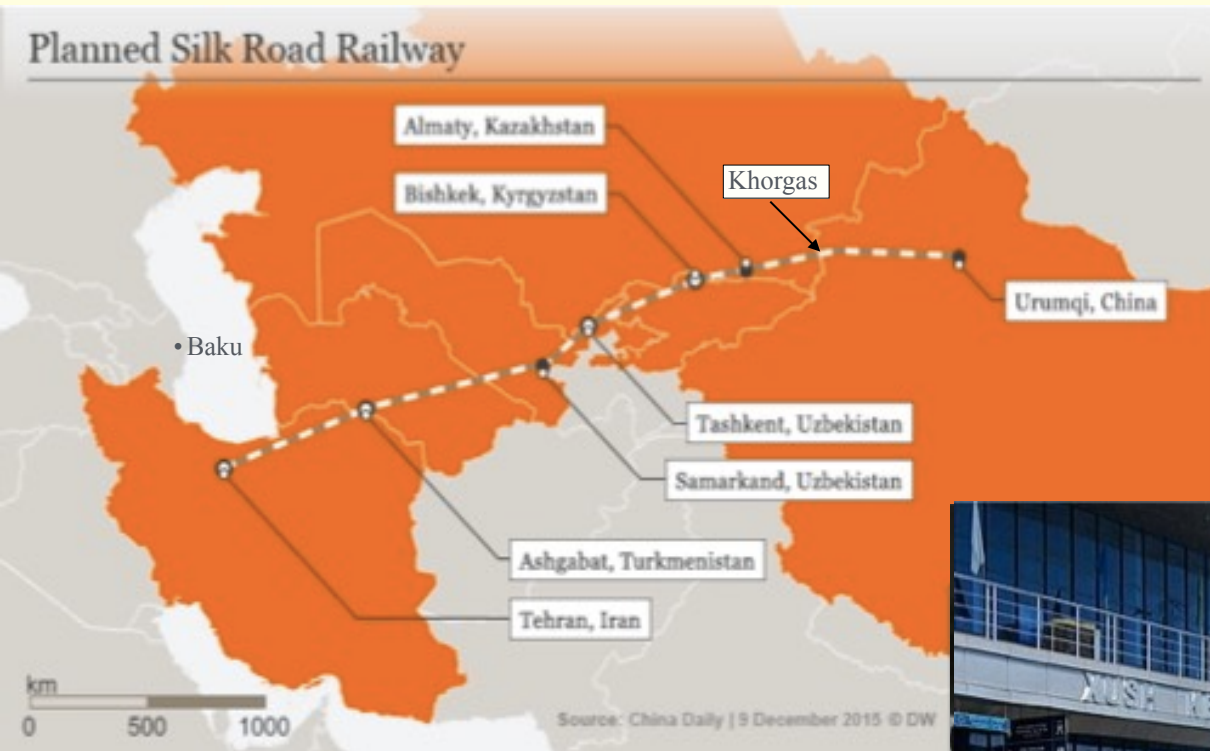 Planned Silk Road Railway
Almaty, Kazakhstan
Bishkek, Kyrgyzstan
Khorgas
Urumqi, China
• Baku
Tashkent, Uzbekistan
Samarkand, Uzbekistan
Ashgabat, Turkmenistan
Tehran, Iran
km
0 500 1000
Source: China Daily | 9 December 2015 © DW
XUSH